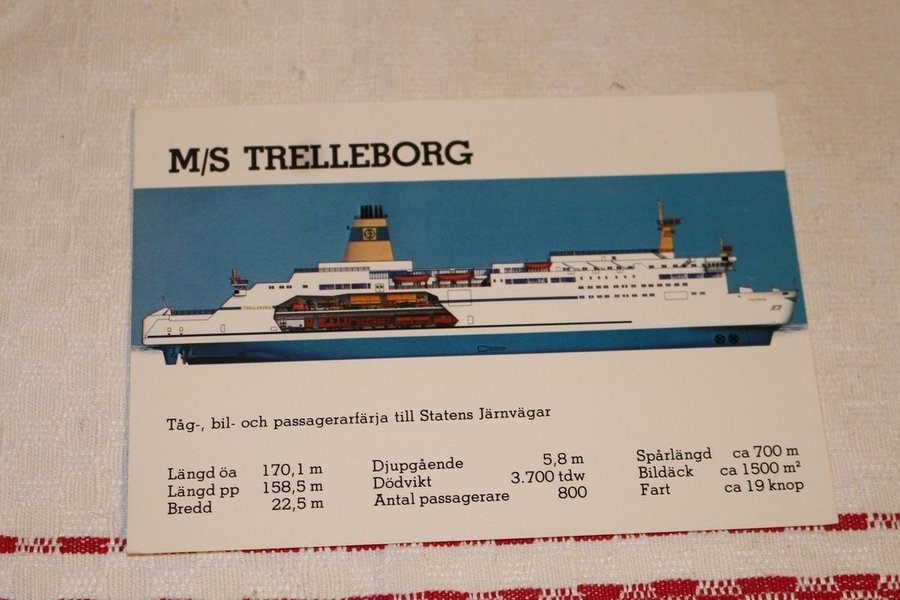 M/S TRELLEBORG
TRELLEBORG
Tåg-, bil- och passagerarfärja till Statens Järnvägar
Längd öa 170,1 m
Längd pp 158,5 m
Bredd 22,5 m
Djupgående 5,8 m
Dödvikt 3.700 tdw
Antal passagerare 800
Spårlängd ca 700 m
Bildäck ca 1500 m²
Fart ca 19 knop